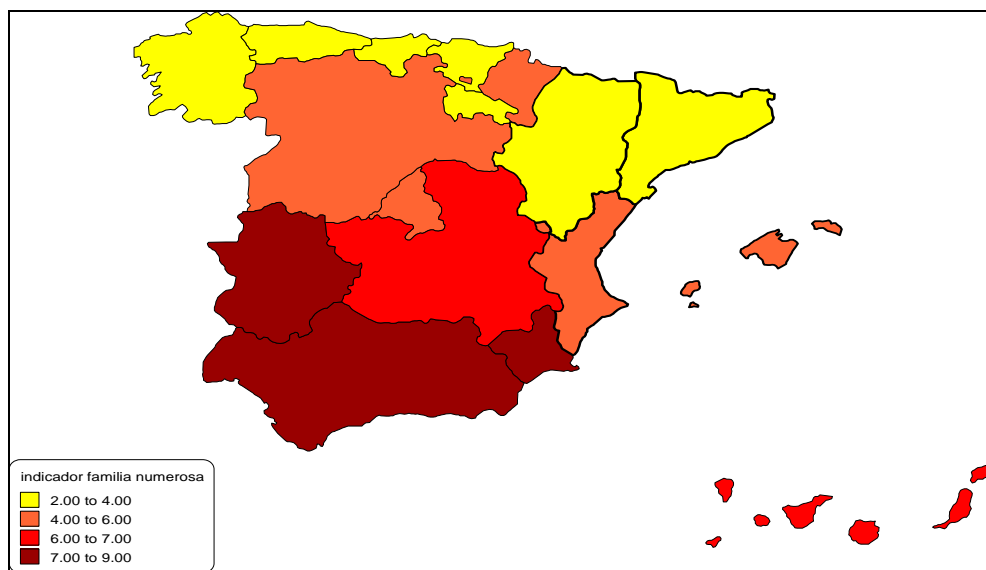 indicador familia numerosa
2.00 to 4.00
4.00 to 6.00
6.00 to 7.00
7.00 to 9.00